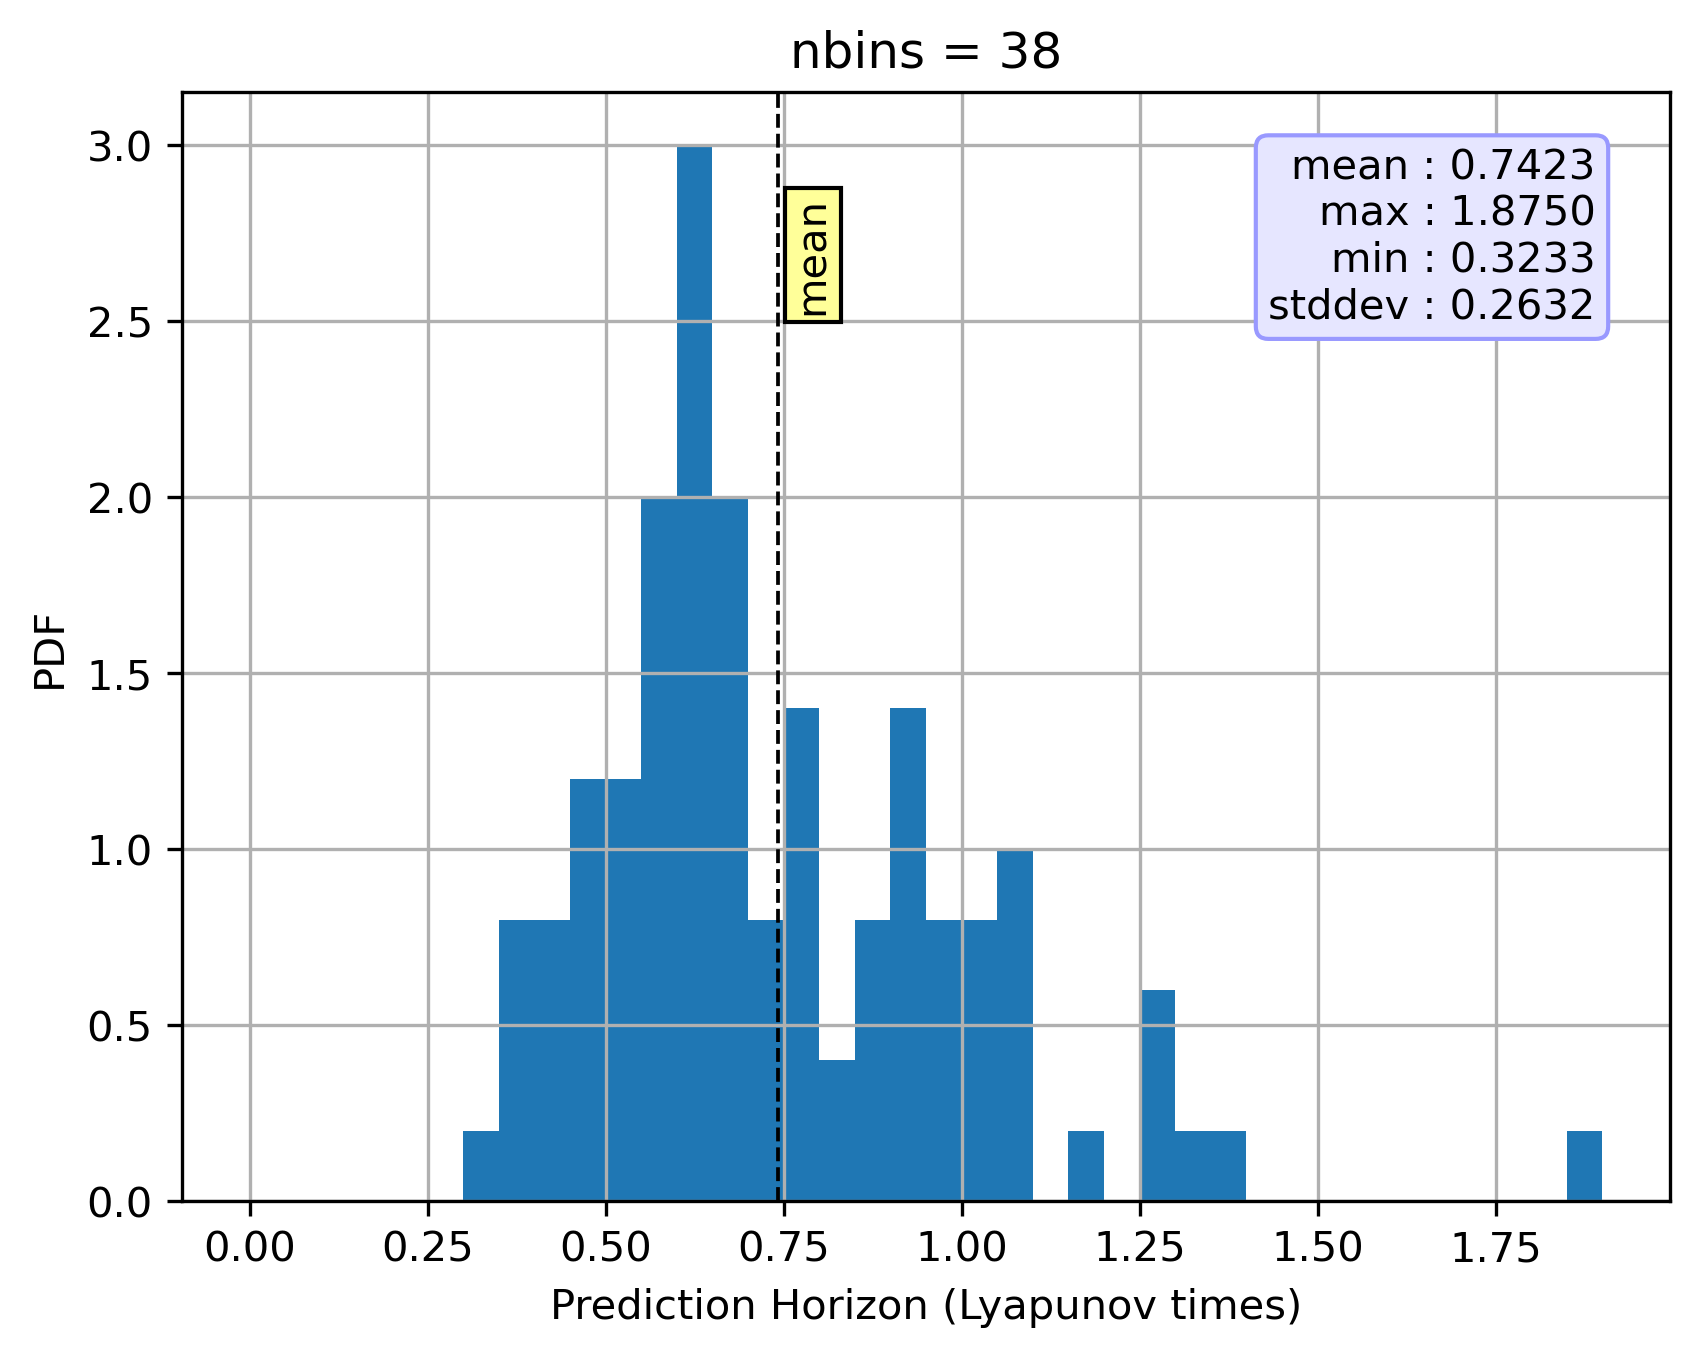 nbins = 38
3.0
2.5
2.0
1.5
1.0
0.5
0.0
PDF
mean
mean : 0.7423
max : 1.8750
min : 0.3233
stddev : 0.2632
0.00 0.25 0.50 0.75 1.00 1.25 1.50 1.75
Prediction Horizon (Lyapunov times)